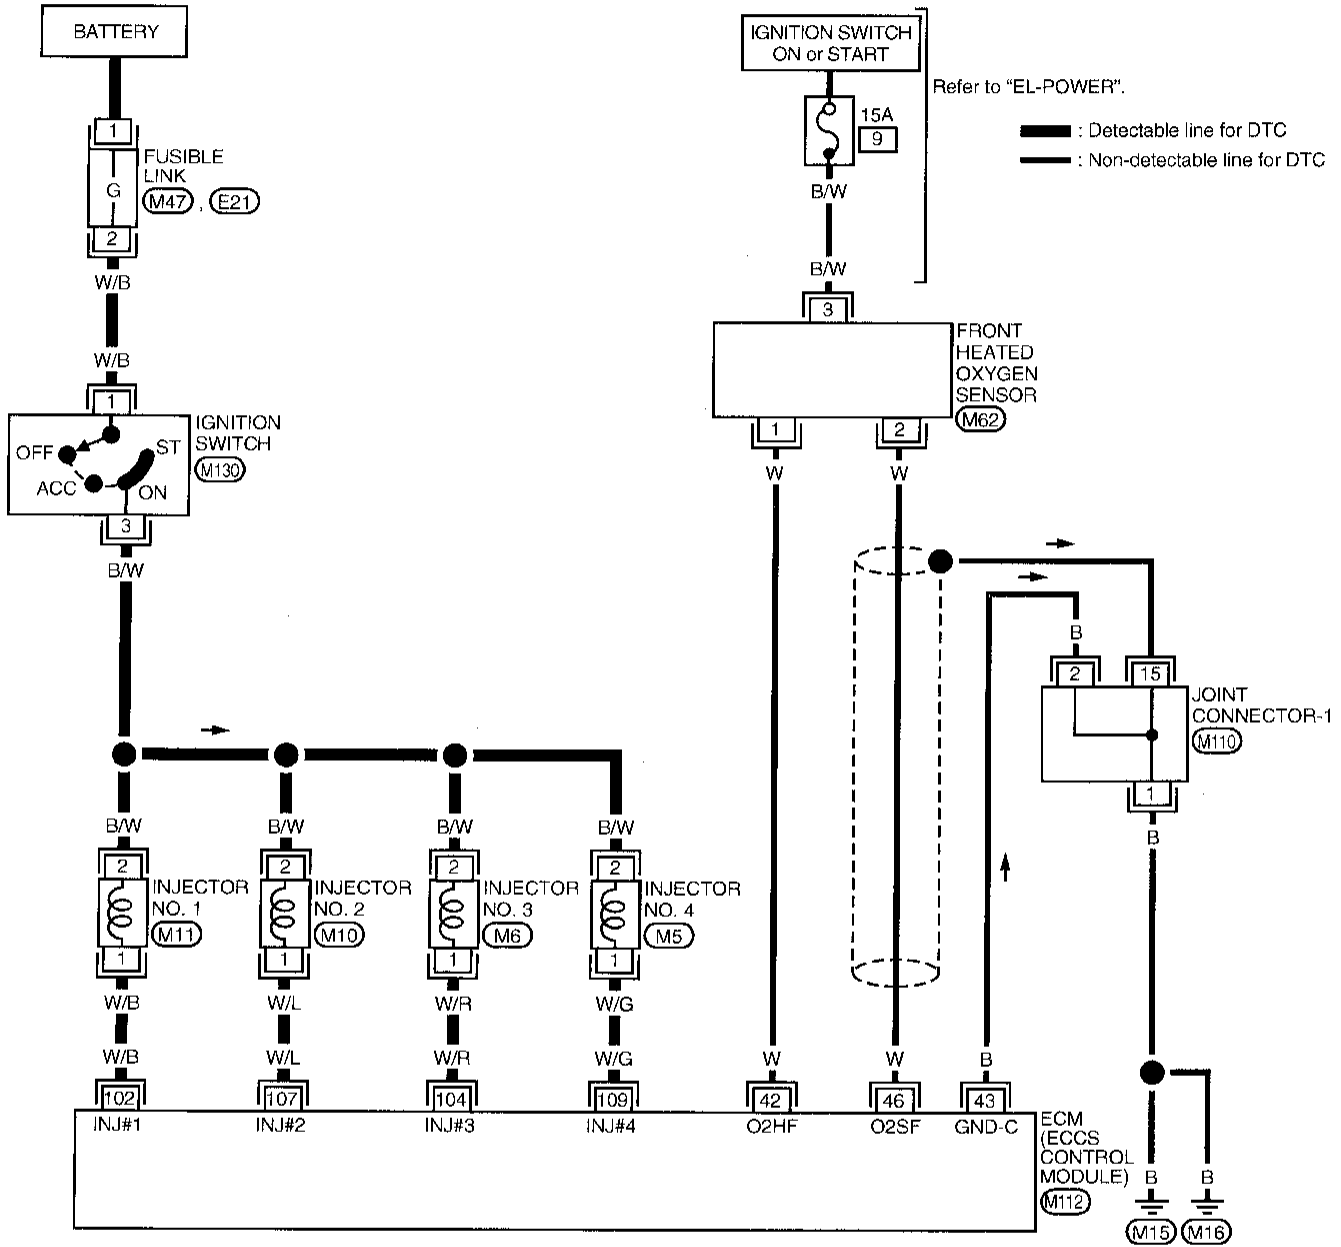 BATTERY
1
G
2
FUSIBLE
LINK
M47 , E21
W/B
W/B
1
IGNITION
SWITCH
M130
OFF
ST
ACC
ON
3
B/W
B/W
B/W
B/W
B/W
2
2
2
2
INJECTOR
NO. 1
M11
INJECTOR
NO. 2
M10
INJECTOR
NO. 3
M6
INJECTOR
NO. 4
M5
1
1
1
1
W/B
W/L
W/R
W/G
W/B
W/L
W/R
W/G
IGNITION SWITCH
ON or START
Refer to "EL-POWER".
15A
9
B/W
B/W
: Detectable line for DTC
: Non-detectable line for DTC
3
FRONT
HEATED
OXYGEN
SENSOR
M62
1
2
W
W
B
2
15
JOINT
CONNECTOR-1
M110
1
B
W
W
B
102
107
104
109
42
46
43
INJ#1
INJ#2
INJ#3
INJ#4
O2HF
O2SF
GND-C
ECM
(ECCS
CONTROL
MODULE)
M112
B
B
M15
M16